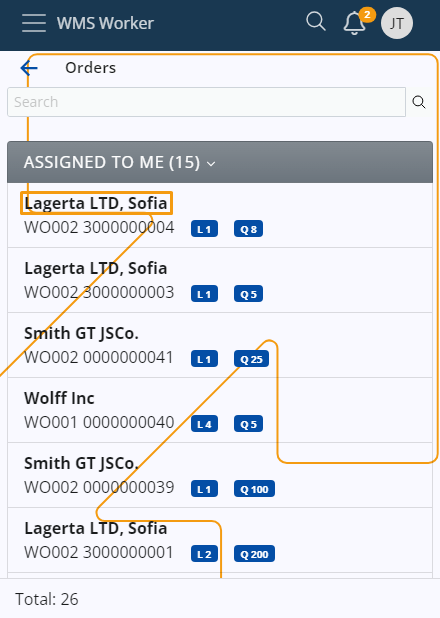 WMS Worker
2
JT
Orders
Search
ASSIGNED TO ME (15)
Lagerta LTD, Sofia
WO002 3000000004 L 1 Q 8
Lagerta LTD, Sofia
WO002 3000000003 L 1 Q 5
Smith GT JSCo.
WO002 0000000041 L 1 Q 25
Wolff Inc
WO001 0000000040 L 4 Q 5
Smith GT JSCo.
WO002 0000000039 L 1 Q 100
Lagerta LTD, Sofia
WO002 3000000001 L 2 Q 200
Total: 26